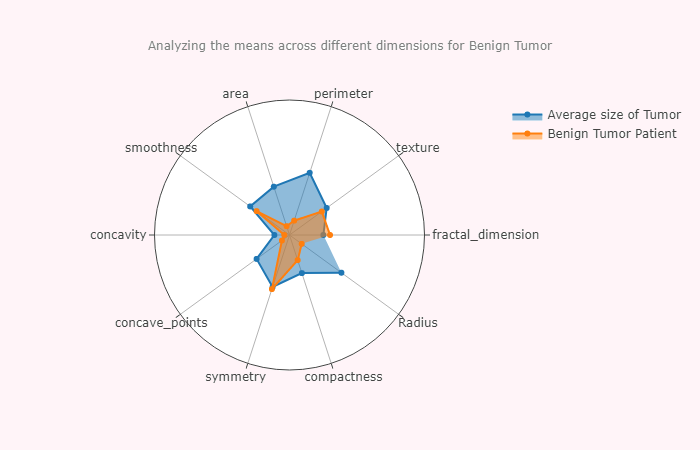 Analyzing the means across different dimensions for Benign Tumor
area
perimeter
Average size of Tumor
Benign Tumor Patient
smoothness
texture
concavity
fractal_dimension
concave_points
Radius
symmetry
compactness